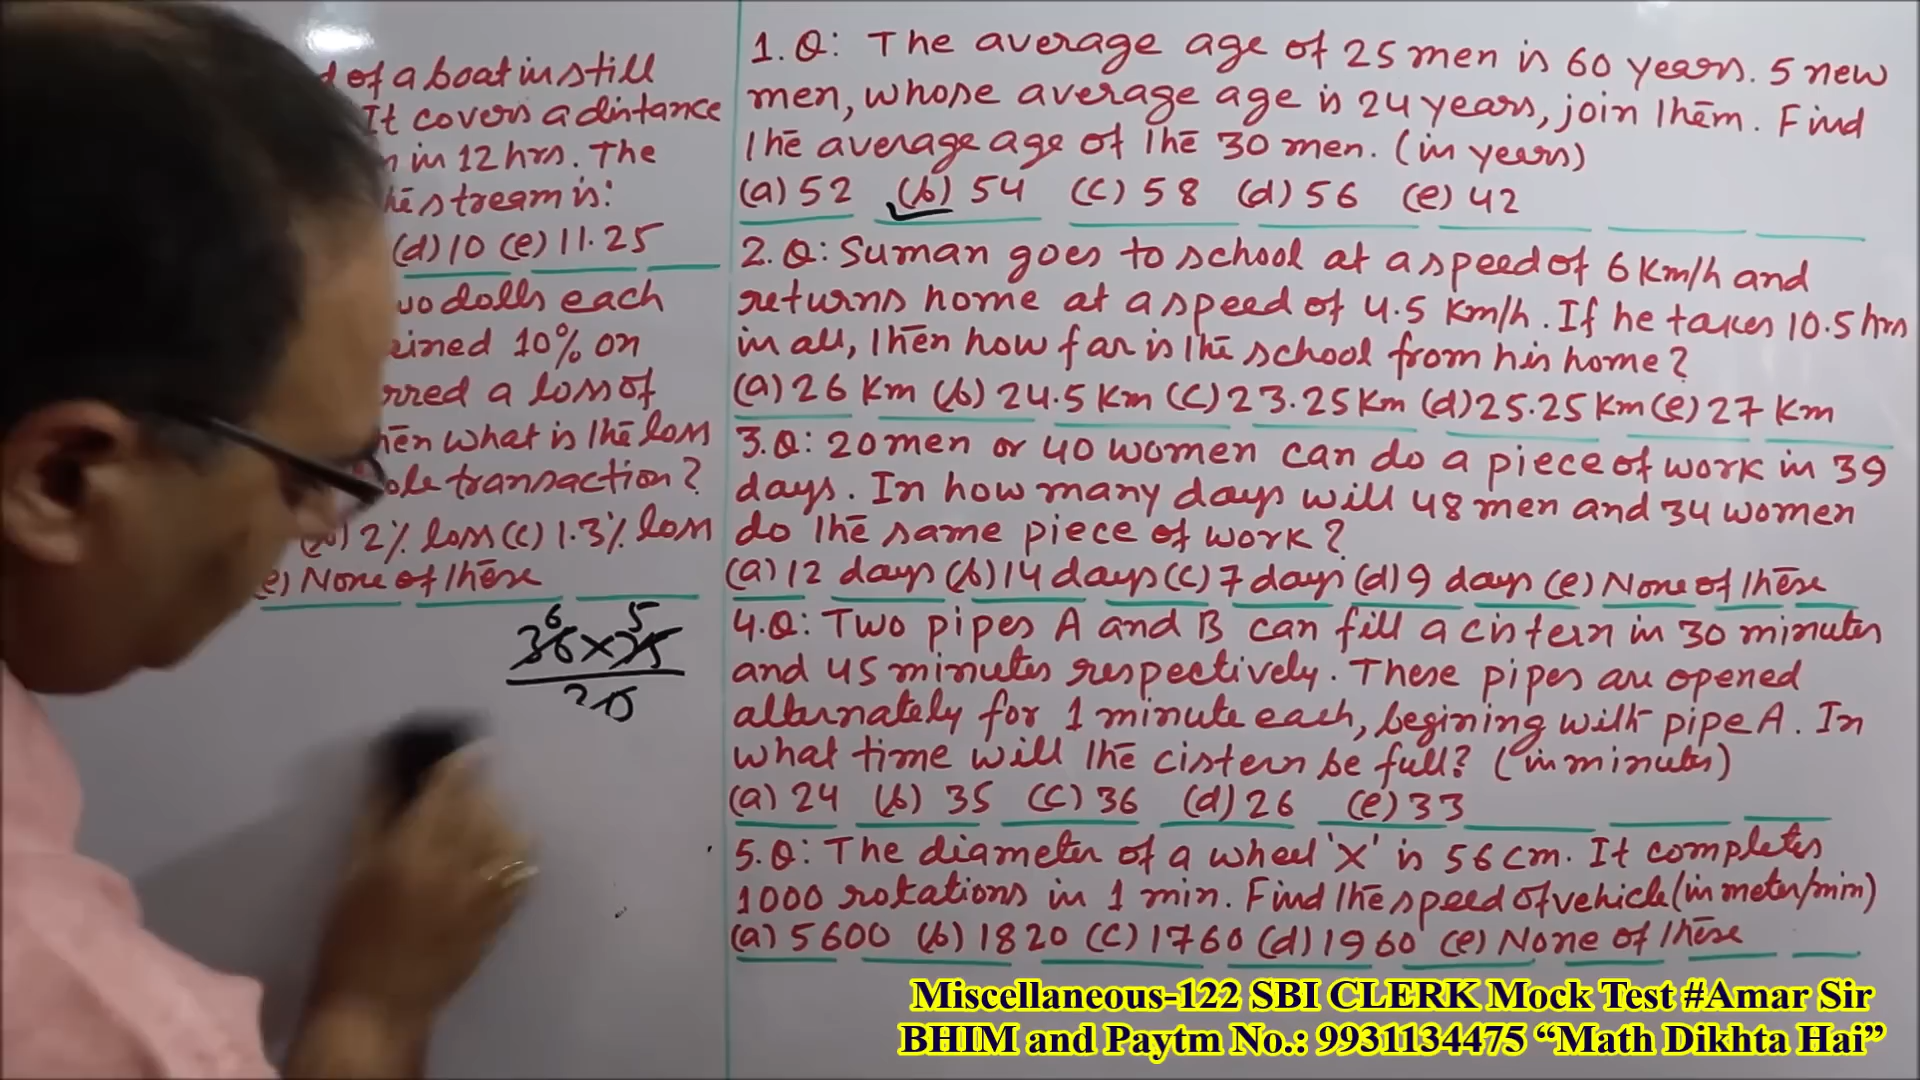 of a boat in still
It covers a distance
in 12 hrs. The
stream is:
(d) 10 (e) 11.25
dolls each
10% on
a loss of
what is the loss
transaction?
2% loss (c) 1.3% loss
(e) None of these
6 5
36 x 35
210
1. Q: The average age of 25 men is 60 years. 5 new
men, whose average age is 24 years, join them. Find
the average age of the 30 men. (in years)
(a) 52 (b) 54 (c) 58 (d) 56 (e) 42
2. Q: Suman goes to school at a speed of 6 Km/h and
returns home at a speed of 4.5 Km/h. If he takes 10.5 hrs
in all, then how far is the school from his home?
(a) 26 Km (b) 24.5 Km (c) 23.25 Km (d) 25.25 Km (e) 27 Km
3. Q: 20 men or 40 women can do a piece of work in 39
days. In how many days will 48 men and 34 women
do the same piece of work?
(a) 12 days (b) 14 days (c) 7 days (d) 9 days (e) None of these
4. Q: Two pipes A and B can fill a cistern in 30 minutes
and 45 minutes respectively. These pipes are opened
alternately for 1 minute each, begining with pipe A. In
what time will the cistern be full? (in minutes)
(a) 24 (b) 35 (c) 36 (d) 26 (e) 33
5. Q: The diameter of a wheel 'X' is 56 cm. It completes
1000 rotations in 1 min. Find the speed of vehicle (in meter/min)
(a) 5600 (b) 1820 (c) 1760 (d) 1960 (e) None of these
Miscellaneous-122 SBI CLERK Mock Test #Amar Sir
BHIM and Paytm No.: 9931134475 “Math Dikhta Hai”